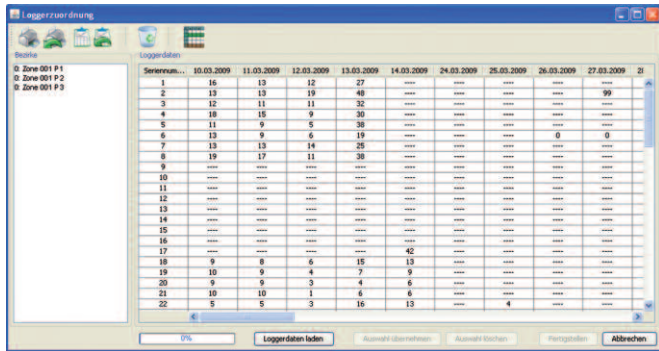 Loggerzuordnung
Bezirke
0: Zone 001 P 1
0: Zone 001 P 2
0: Zone 001 P 3
Loggerdaten
Seriennum... 10.03.2009 11.03.2009 12.03.2009 13.03.2009 14.03.2009 24.03.2009 25.03.2009 26.03.2009 27.03.2009 2
1 16 13 12 27 ---- ---- ---- ---- ----
2 13 13 19 48 ---- ---- ---- ---- 99
3 12 11 11 32 ---- ---- ---- ---- ----
4 18 15 9 30 ---- ---- ---- ---- ----
5 11 9 5 38 ---- ---- ---- ---- ----
6 13 9 6 19 ---- ---- ---- 0 0
7 13 13 14 25 ---- ---- ---- ---- ----
8 19 17 11 38 ---- ---- ---- ---- ----
9 ---- ---- ---- ---- ---- ---- ---- ---- ----
10 ---- ---- ---- ---- ---- ---- ---- ---- ----
11 ---- ---- ---- ---- ---- ---- ---- ---- ----
12 ---- ---- ---- ---- ---- ---- ---- ---- ----
13 ---- ---- ---- ---- ---- ---- ---- ---- ----
14 ---- ---- ---- ---- ---- ---- ---- ---- ----
15 ---- ---- ---- ---- ---- ---- ---- ---- ----
16 ---- ---- ---- ---- ---- ---- ---- ---- ----
17 ---- ---- ---- ---- 42 ---- ---- ---- ----
18 9 8 6 15 13 ---- ---- ---- ----
19 10 9 4 7 9 ---- ---- ---- ----
20 9 9 3 4 6 ---- ---- ---- ----
21 10 10 1 6 6 ---- ---- ---- ----
22 5 5 3 16 13 ---- 4 ---- ----
0% Loggerdaten laden Auswahl übernehmen Auswahl löschen Fertigstellen Abbrechen